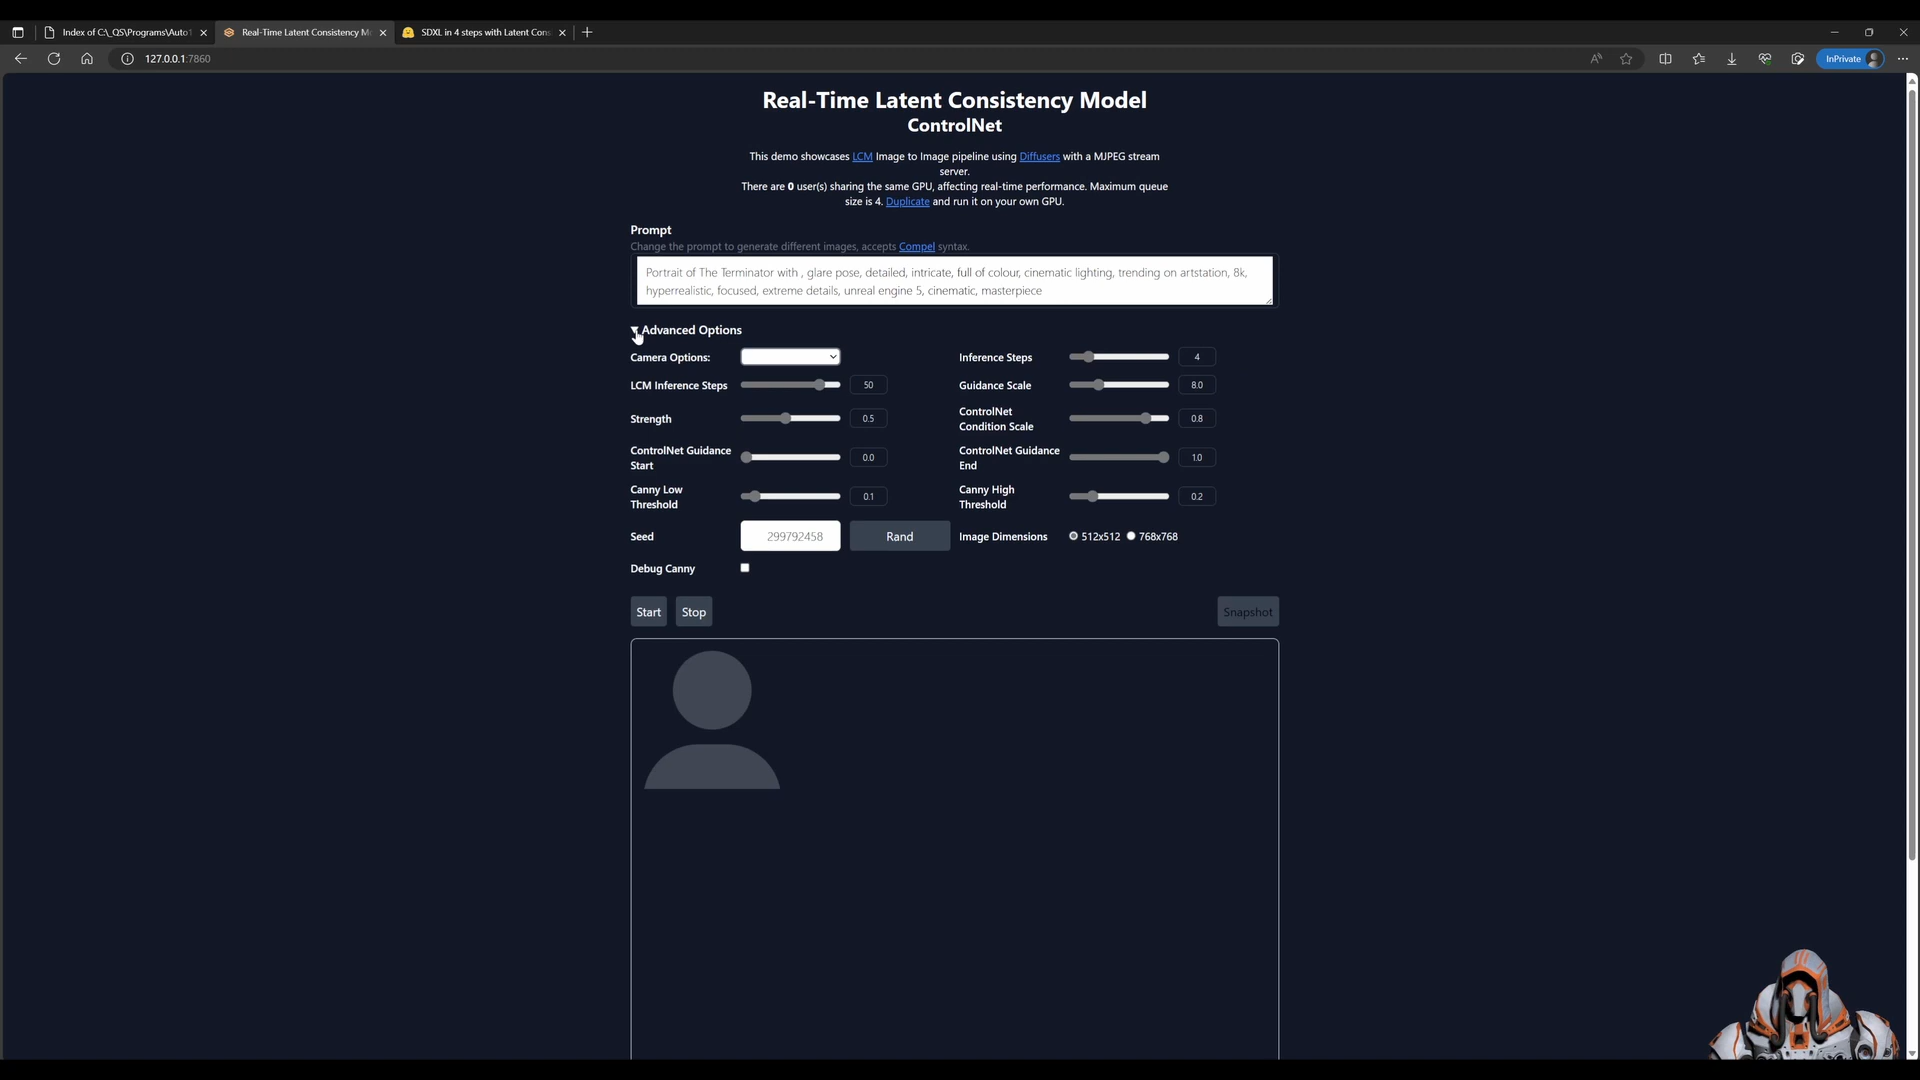 Index of C:\_QS\Programs\Auto1
Real-Time Latent Consistency M
SDXL in 4 steps with Latent Cons
127.0.0.1:7860
InPrivate
Real-Time Latent Consistency Model
ControlNet
This demo showcases LCM Image to Image pipeline using Diffusers with a MJPEG stream
server.
There are 0 user(s) sharing the same GPU, affecting real-time performance. Maximum queue
size is 4. Duplicate and run it on your own GPU.
Prompt
Change the prompt to generate different images, accepts Compel syntax.
Portrait of The Terminator with , glare pose, detailed, intricate, full of colour, cinematic lighting, trending on artstation, 8k,
hyperrealistic, focused, extreme details, unreal engine 5, cinematic, masterpiece
Advanced Options
Camera Options:
Inference Steps 4
LCM Inference Steps 50
Guidance Scale 8.0
Strength 0.5
ControlNet
Condition Scale 0.8
ControlNet Guidance
Start 0.0
ControlNet Guidance
End 1.0
Canny Low
Threshold 0.1
Canny High
Threshold 0.2
Seed 299792458 Rand
Image Dimensions 512x512 768x768
Debug Canny
Start Stop Snapshot